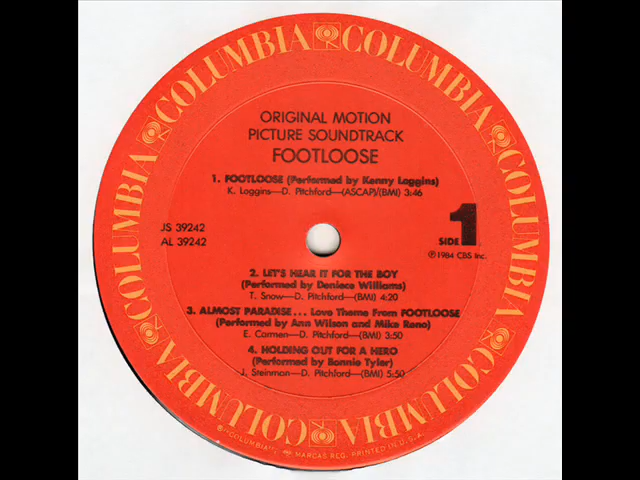 COLUMBIA COLUMBIA COLUMBIA COLUMBIA COLUMBIA COLUMBIA
ORIGINAL MOTION
PICTURE SOUNDTRACK
FOOTLOOSE
1. FOOTLOOSE (Performed by Kenny Loggins)
K. Loggins—D. Pitchford—(ASCAP)/(BMI) 3:46
JS 39242
AL 39242
SIDE 1
℗1984 CBS Inc.
2. LET'S HEAR IT FOR THE BOY
(Performed by Deniece Williams)
T. Snow—D. Pitchford—(BMI) 4:20
3. ALMOST PARADISE... Love Theme From FOOTLOOSE
(Performed by Ann Wilson and Mike Reno)
E. Carmen—D. Pitchford—(BMI) 3:50
4. HOLDING OUT FOR A HERO
(Performed by Bonnie Tyler)
J. Steinman—D. Pitchford—(BMI) 5:50
"COLUMBIA", MARCAS REG. PRINTED IN U.S.A.